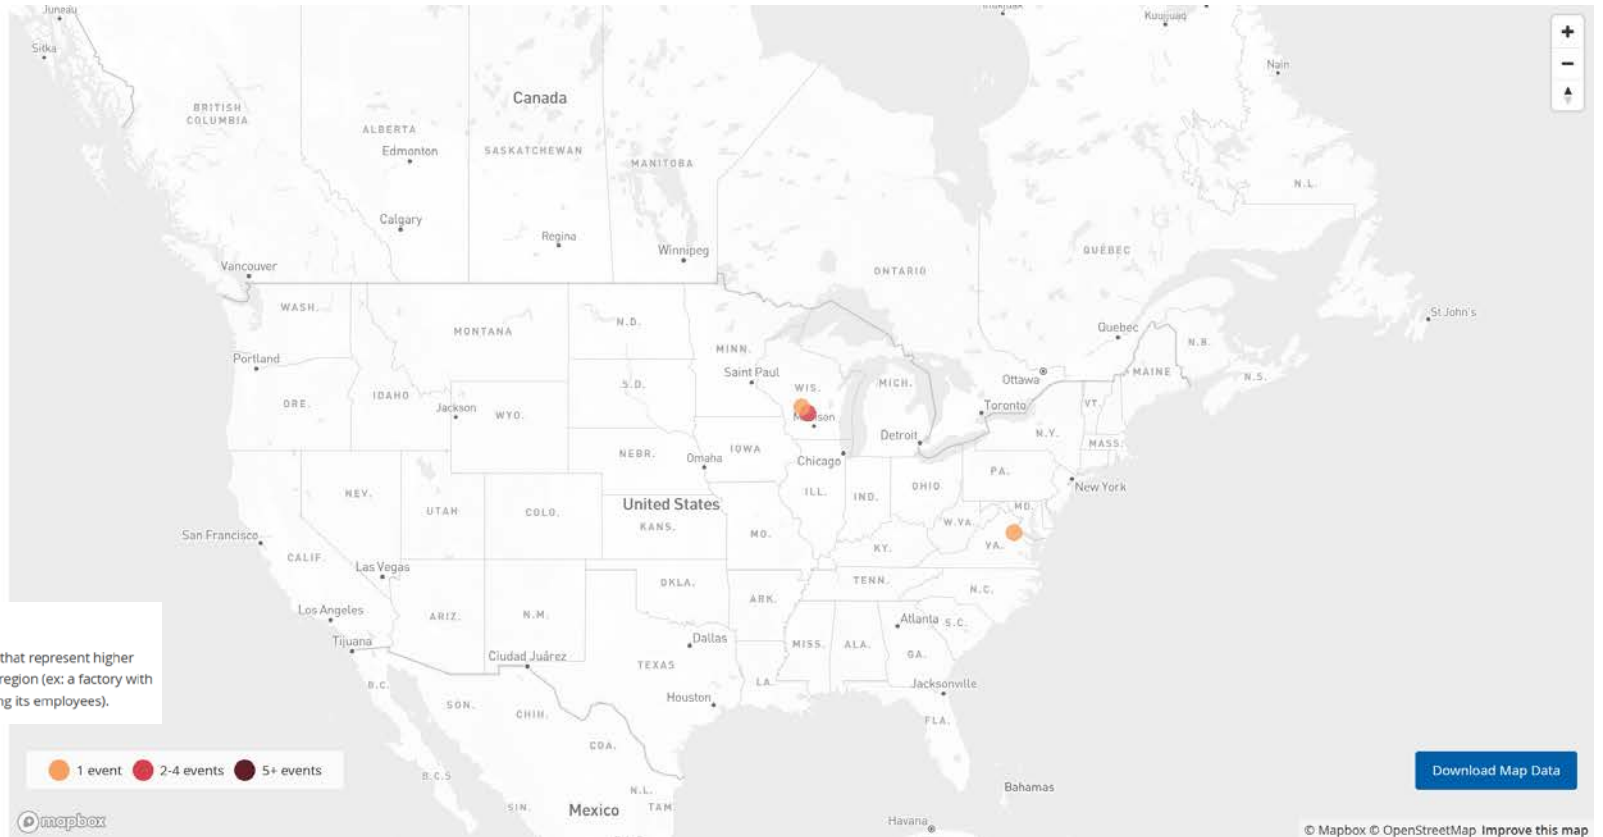 Juneau
Sitka
Kuujjuaq
Nain
+
−
BRITISH
COLUMBIA
Canada
ALBERTA
Edmonton
SASKATCHEWAN
MANITOBA
N.L.
Calgary
Regina
Winnipeg
QUÉBEC
ONTARIO
Vancouver
WASH.
MONTANA
N.D.
St John's
Quebec
N.B.
MINN.
Portland
Saint Paul
WIS.
MICH.
Ottawa
MAINE
N.S.
S.D.
ORE.
IDAHO
Jackson
WYO.
Toronto
VT.
Detroit
N.Y.
MASS.
NEBR.
Omaha
IOWA
Chicago
PA.
New York
NEV.
UTAH
COLO.
United States
KANS.
ILL.
IND.
OHIO
MD.
W.VA.
VA.
San Francisco
CALIF.
MO.
KY.
Las Vegas
OKLA.
TENN.
N.C.
Los Angeles
ARIZ.
N.M.
ARK.
Atlanta
S.C.
Tijuana
Dallas
MISS.
ALA.
GA.
that represent higher
region (ex: a factory with
ng its employees).
Ciudad Juárez
TEXAS
LA.
Jacksonville
B.C.
SON.
CHIH.
Houston
FLA.
COA.
1 event
2-4 events
5+ events
B.C.S
N.L.
Bahamas
Download Map Data
SIN.
Mexico
TAM
Havana
mapbox
© Mapbox © OpenStreetMap Improve this map